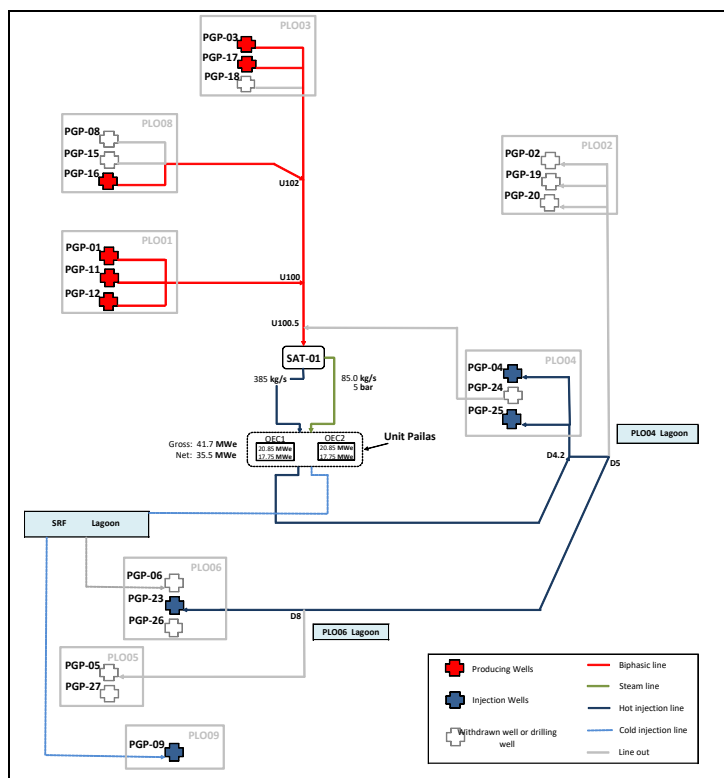 PLO03
PGP-03
PGP-17
PGP-18
PLO08
PGP-08
PGP-15
PGP-16
U102
PLO02
PGP-02
PGP-19
PGP-20
PLO01
PGP-01
PGP-11
PGP-12
U100
U100.5
SAT-01
385 kg/s
85.0 kg/s
5 bar
PLO04
PGP-04
PGP-24
PGP-25
PLO04 Lagoon
Unit Pailas
Gross: 41.7 MWe
Net: 35.5 MWe
OEC1
20.85 MWe
17.75 MWe
OEC2
20.85 MWe
17.75 MWe
D4.2
D5
SRF Lagoon
PLO06
PGP-06
PGP-23
PGP-26
D8
PLO06 Lagoon
PLO05
PGP-05
PGP-27
PLO09
PGP-09
Producing Wells
Injection Wells
Withdrawn well or drilling
well
Biphasic line
Steam line
Hot injection line
Cold injection line
Line out